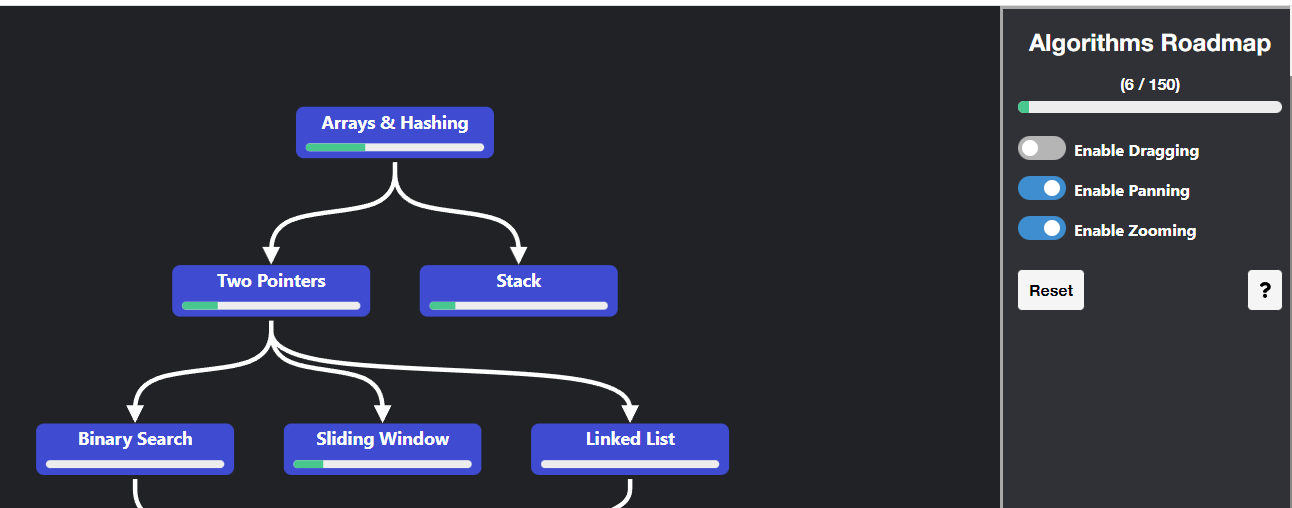 Algorithms Roadmap
(6 / 150)
Enable Dragging
Enable Panning
Enable Zooming
Reset
?
Arrays & Hashing
Two Pointers
Stack
Binary Search
Sliding Window
Linked List